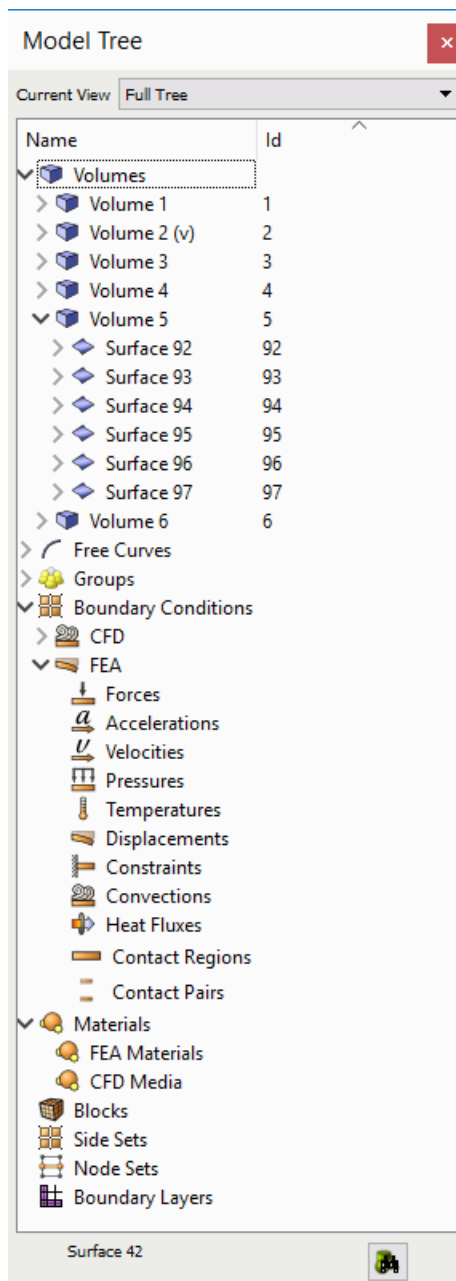 Model Tree
Current View Full Tree
Name Id
Volumes
Volume 1 1
Volume 2 (v) 2
Volume 3 3
Volume 4 4
Volume 5 5
Surface 92 92
Surface 93 93
Surface 94 94
Surface 95 95
Surface 96 96
Surface 97 97
Volume 6 6
Free Curves
Groups
Boundary Conditions
CFD
FEA
Forces
a Accelerations
v Velocities
Pressures
Temperatures
Displacements
Constraints
Convections
Heat Fluxes
Contact Regions
Contact Pairs
Materials
FEA Materials
CFD Media
Blocks
Side Sets
Node Sets
Boundary Layers
Surface 42